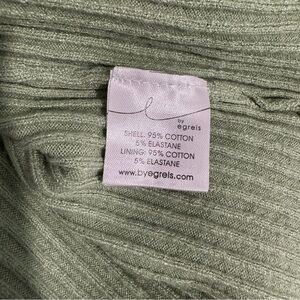 by
egreis
SHELL: 95% COTTON
5% ELASTANE
LINING: 95% COTTON
5% ELASTANE
www.byegreis.com